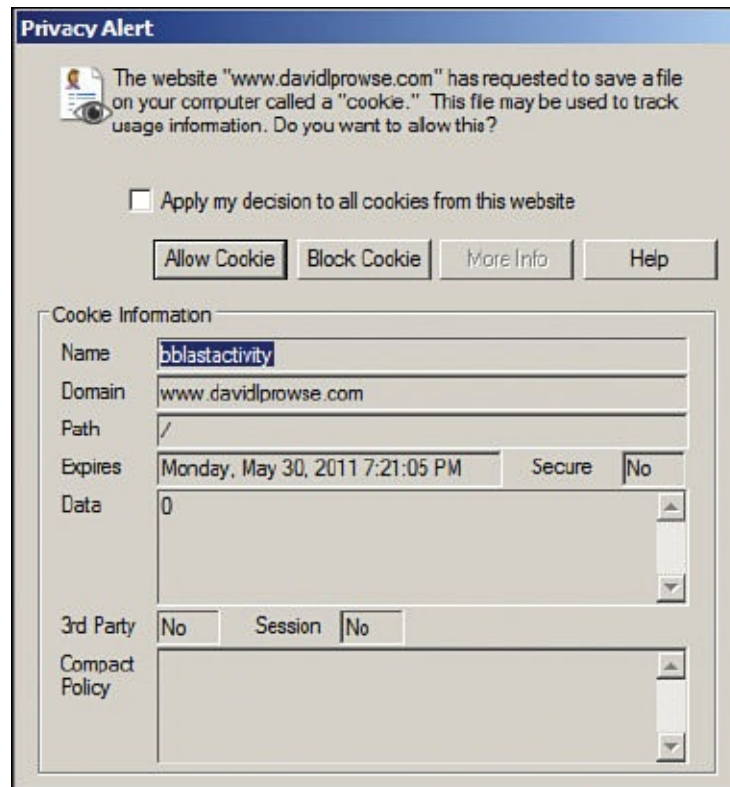 Privacy Alert
The website "www.davidlprowse.com" has requested to save a file
on your computer called a "cookie." This file may be used to track
usage information. Do you want to allow this?
Apply my decision to all cookies from this website
Allow Cookie Block Cookie More Info Help
Cookie Information
Name bblastactivity
Domain www.davidlprowse.com
Path /
Expires Monday, May 30, 2011 7:21:05 PM Secure No
Data 0
3rd Party No Session No
Compact
Policy